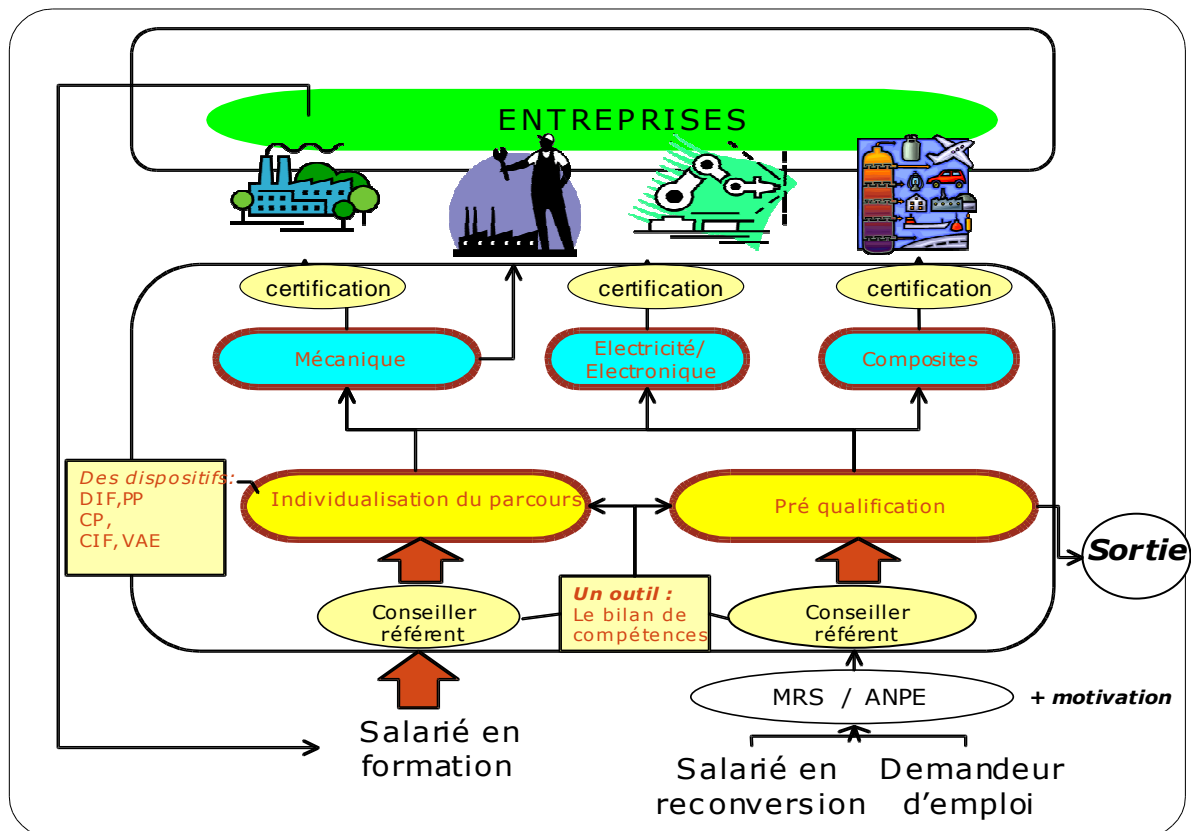 ENTREPRISES
certification
certification
certification
Mécanique
Electricité/
Electronique
Composites
Des dispositifs:
DIF,PP
CP,
CIF,VAE
Individualisation du parcours
Pré qualification
Sortie
Conseiller
référent
Un outil :
Le bilan de
compétences
Conseiller
référent
MRS / ANPE
+ motivation
Salarié en
formation
Salarié en
reconversion
Demandeur
d’emploi